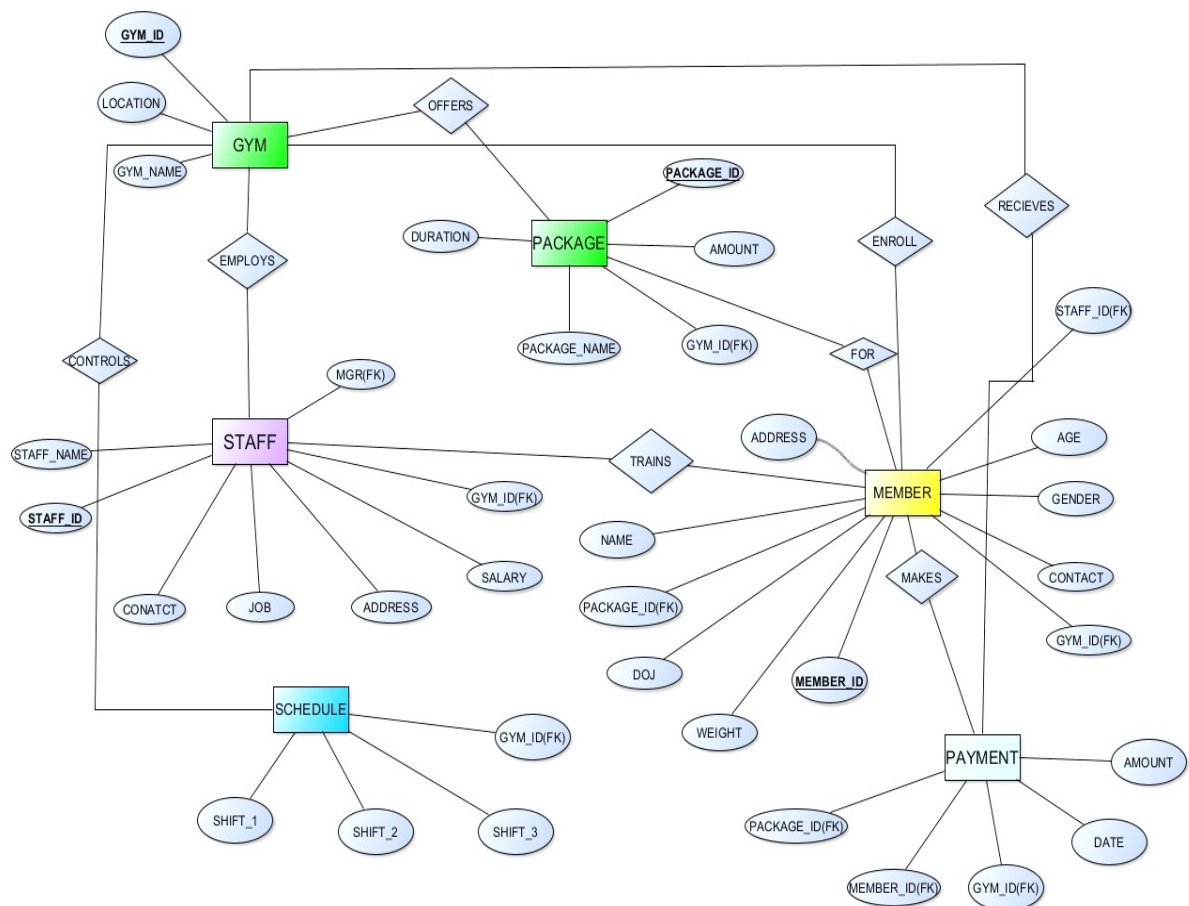 GYM_ID
LOCATION
OFFERS
GYM
GYM_NAME
PACKAGE_ID
RECIEVES
DURATION
PACKAGE
AMOUNT
ENROLL
EMPLOYS
STAFF_ID(FK)
PACKAGE_NAME
GYM_ID(FK)
FOR
CONTROLS
MGR(FK)
STAFF_NAME
STAFF
TRAINS
ADDRESS
AGE
MEMBER
GENDER
GYM_ID(FK)
STAFF_ID
NAME
SALARY
MAKES
CONTACT
CONATCT
JOB
ADDRESS
PACKAGE_ID(FK)
GYM_ID(FK)
DOJ
MEMBER_ID
SCHEDULE
GYM_ID(FK)
WEIGHT
PAYMENT
AMOUNT
SHIFT_1
SHIFT_2
SHIFT_3
PACKAGE_ID(FK)
DATE
MEMBER_ID(FK)
GYM_ID(FK)